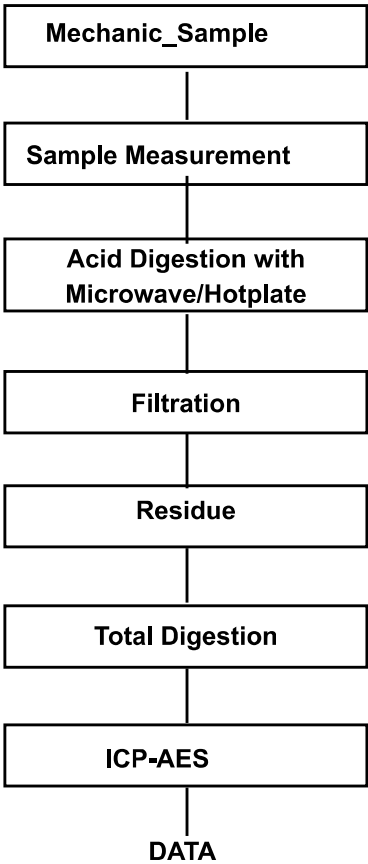 Mechanic_Sample
Sample Measurement
Acid Digestion with
Microwave/Hotplate
Filtration
Residue
Total Digestion
ICP-AES
DATA